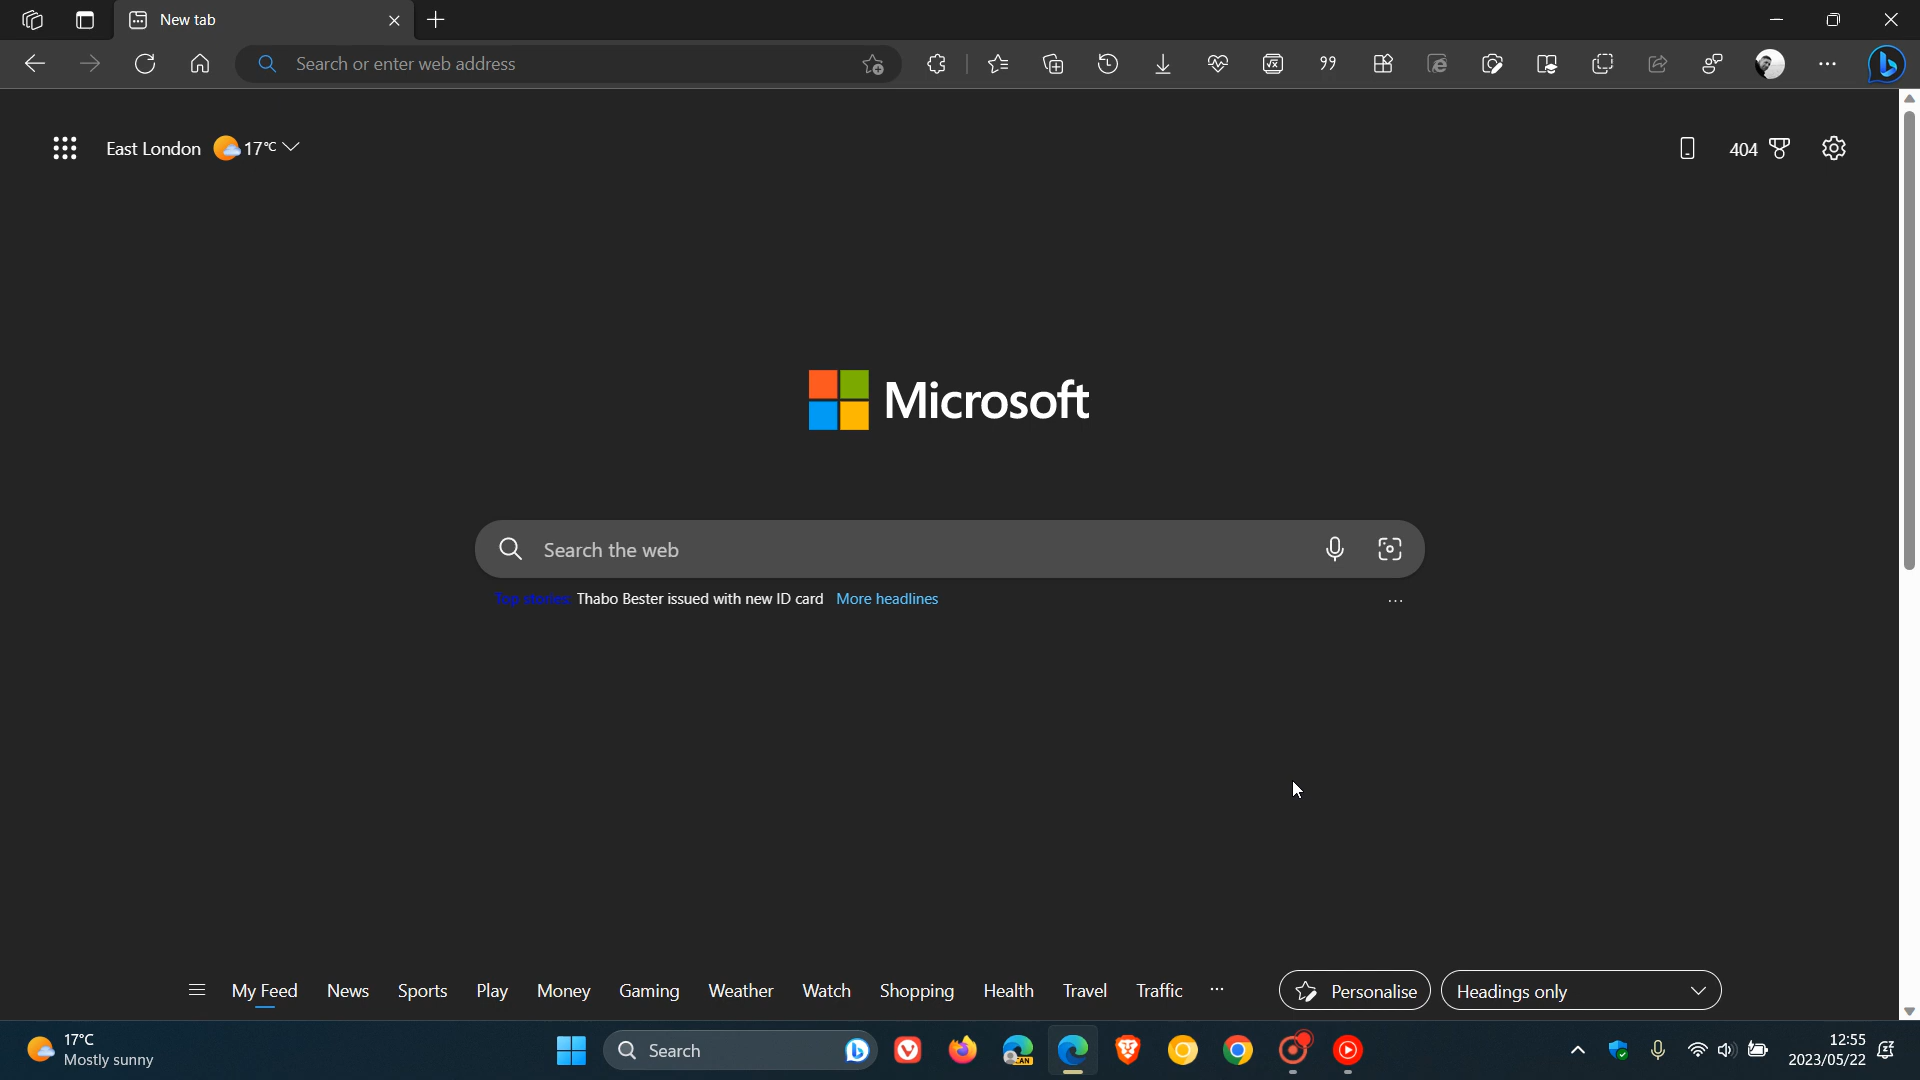 New tab
Search or enter web address
East London 17°C
404
Microsoft
Search the web
Top stories: Thabo Bester issued with new ID card More headlines
My Feed News Sports Play Money Gaming Weather Watch Shopping Health Travel Traffic ... Personalise Headings only
17°C
Mostly sunny
Search
CAN
12:55
2023/05/22